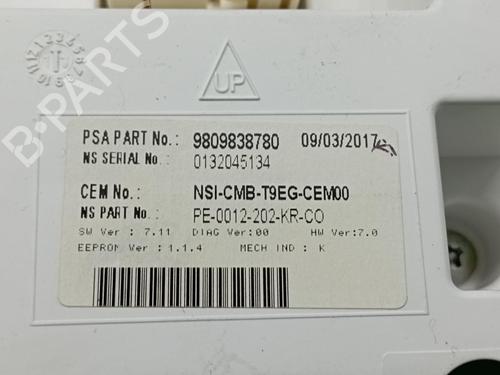 UP
PSA PART No.: 9809838780 09/03/2017
NS SERIAL No.: 0132045134
CEM No.: NSI-CMB-T9EG-CEM00
NS PART No.: PE-0012-202-KR-CO
SW Ver : 7.11 DIAG Ver:00 HW Ver:7.0
EEPROM Ver : 1.1.4 MECH IND : K